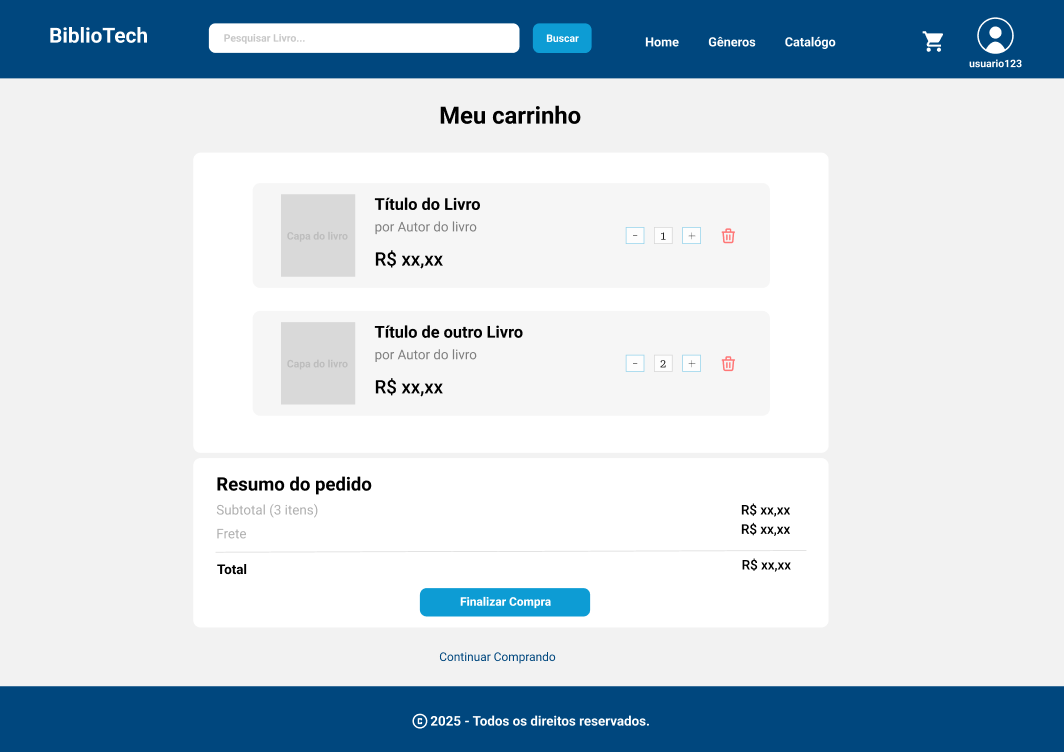 BiblioTech
Pesquisar Livro...
Buscar
Home
Gêneros
Catalógo
usuario123
Meu carrinho
Capa do livro
Título do Livro
por Autor do livro
R$ xx,xx
- 1 +
Capa do livro
Título de outro Livro
por Autor do livro
R$ xx,xx
- 2 +
Resumo do pedido
Subtotal (3 itens) R$ xx,xx
Frete R$ xx,xx
Total R$ xx,xx
Finalizar Compra
Continuar Comprando
© 2025 - Todos os direitos reservados.